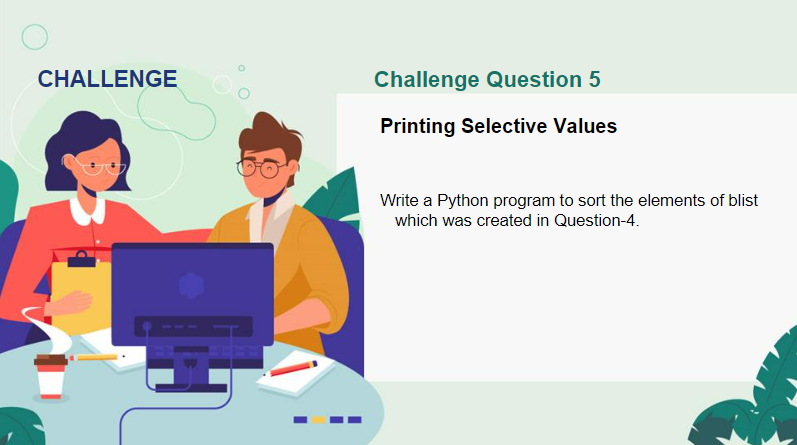 CHALLENGE
Challenge Question 5
Printing Selective Values
Write a Python program to sort the elements of blist
which was created in Question-4.